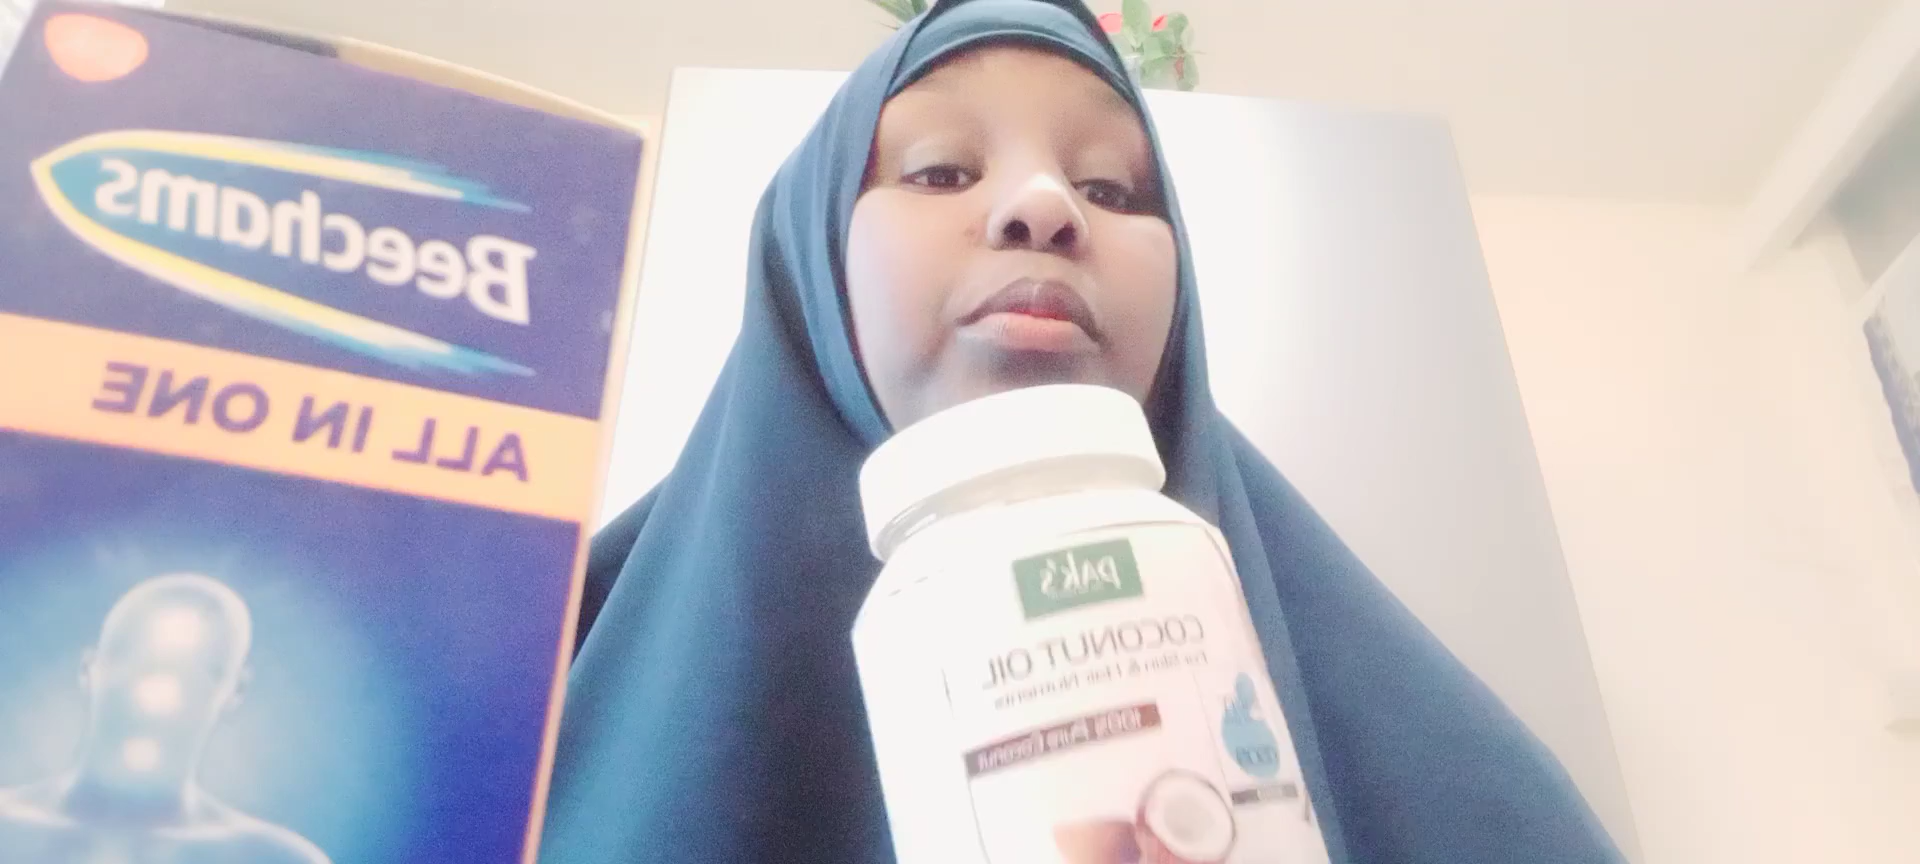 Beechams
ALL IN ONE
PAK'S
COCONUT OIL
For Skin & Hair Nutrients
100% Pure Coconut